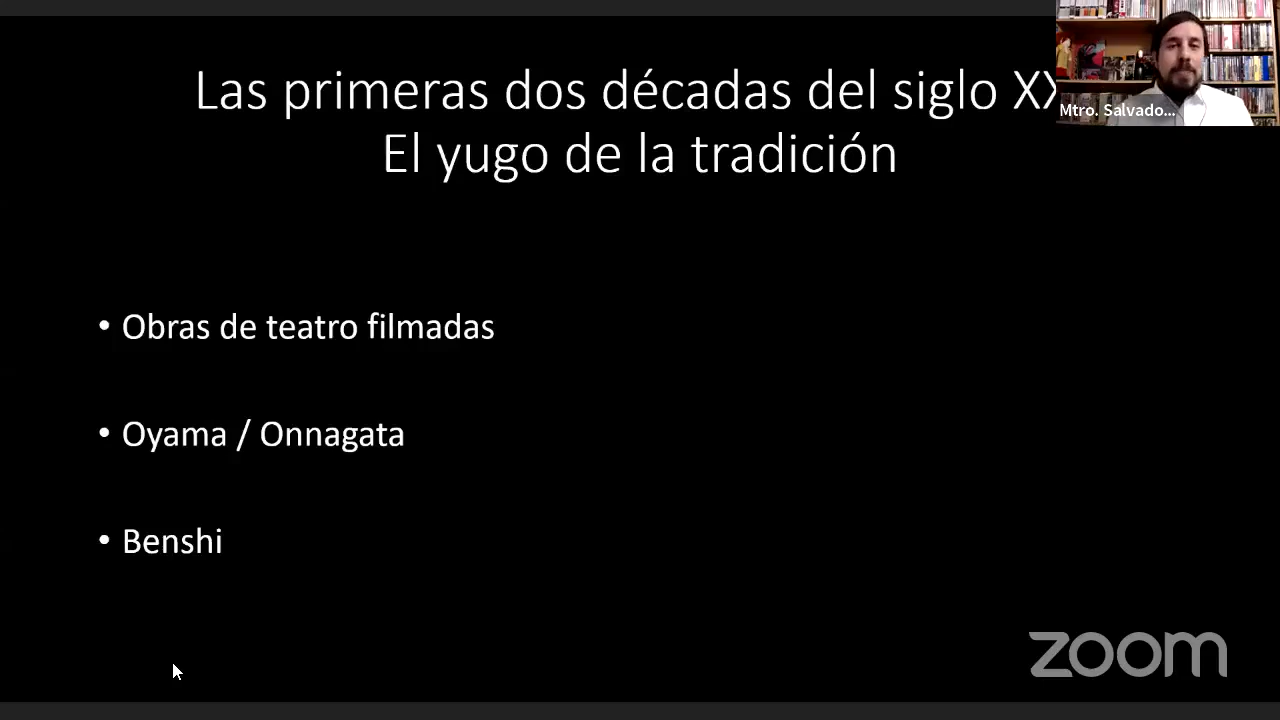 Las primeras dos décadas del siglo XX
El yugo de la tradición
Mtro. Salvado...
• Obras de teatro filmadas
• Oyama / Onnagata
• Benshi
zoom